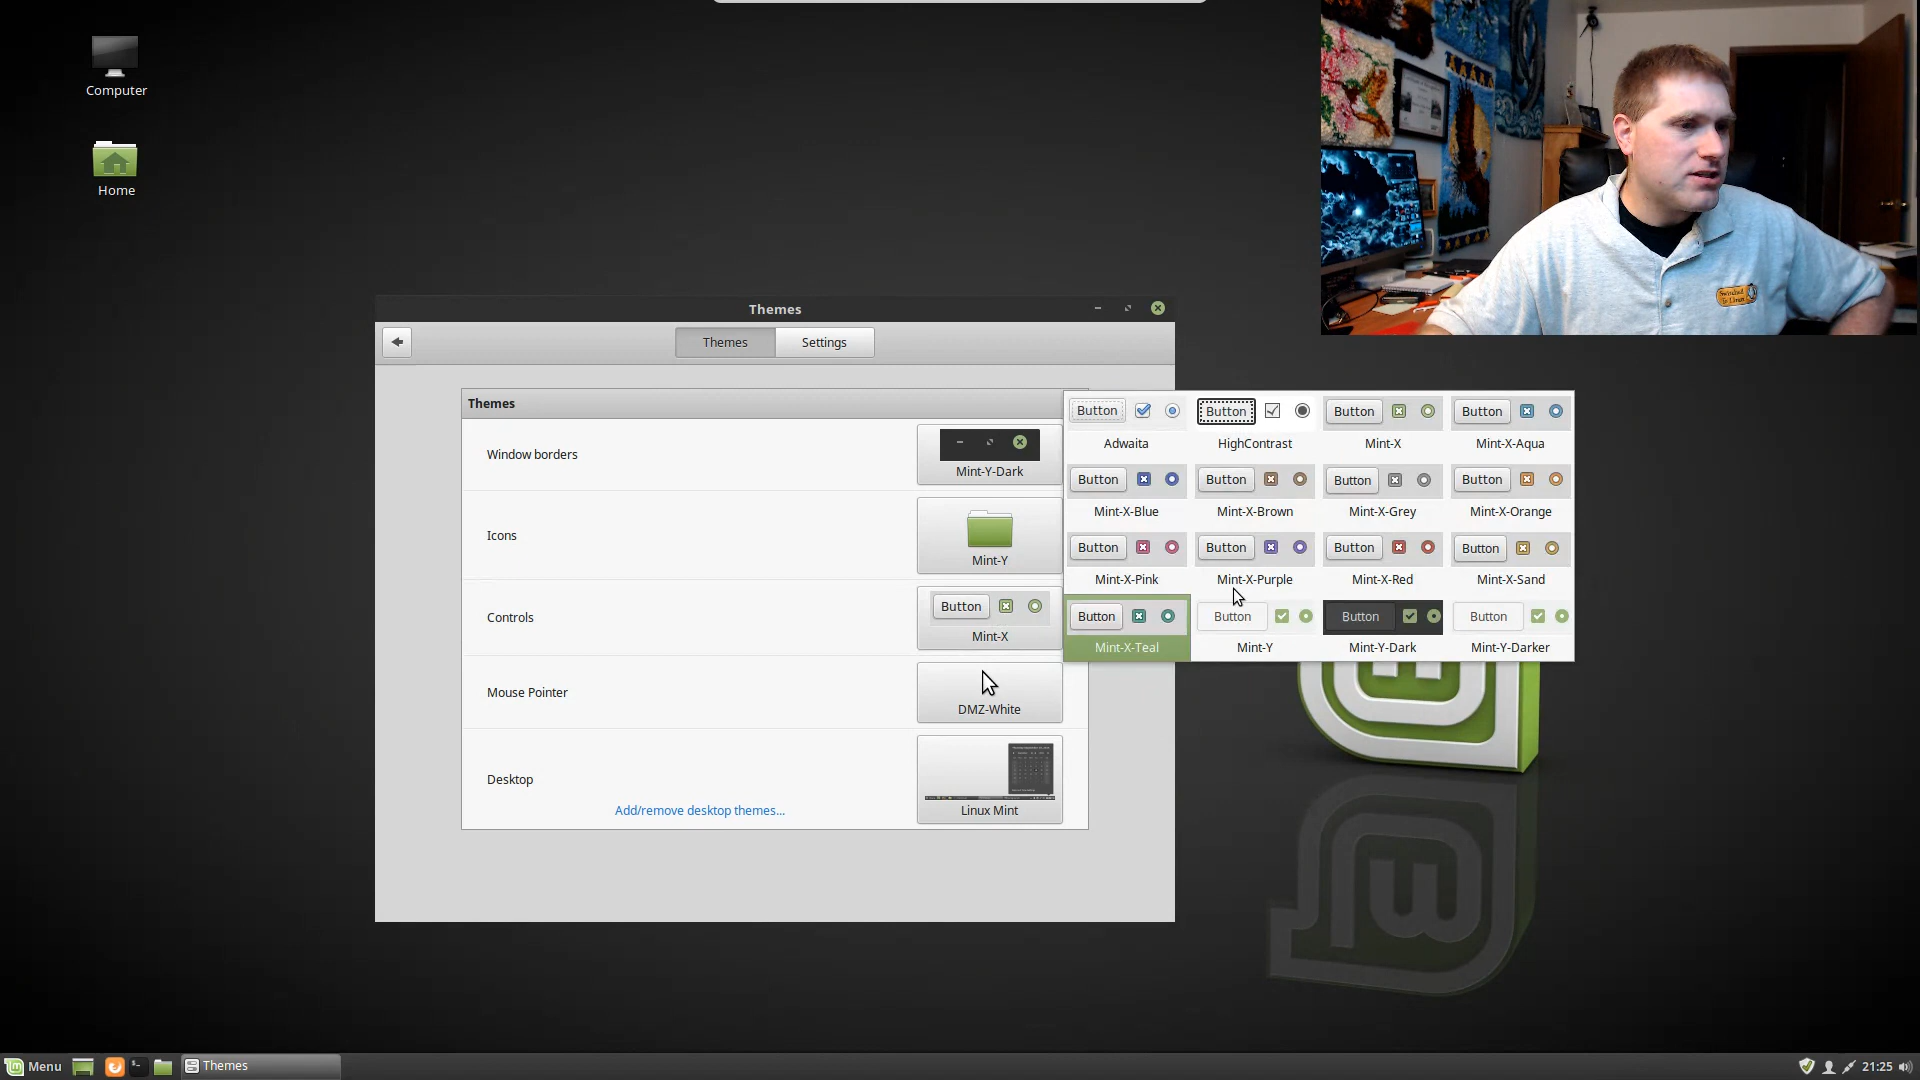 Computer
Home
Themes
Themes
Settings
Themes
Window borders
Mint-Y-Dark
Icons
Mint-Y
Controls
Button
Mint-X
Mouse Pointer
DMZ-White
Desktop
Add/remove desktop themes...
Linux Mint
Button
Adwaita
Button
HighContrast
Button
Mint-X
Button
Mint-X-Aqua
Button
Mint-X-Blue
Button
Mint-X-Brown
Button
Mint-X-Grey
Button
Mint-X-Orange
Button
Mint-X-Pink
Button
Mint-X-Purple
Button
Mint-X-Red
Button
Mint-X-Sand
Button
Mint-X-Teal
Button
Mint-Y
Button
Mint-Y-Dark
Button
Mint-Y-Darker
Menu
Themes
21:25